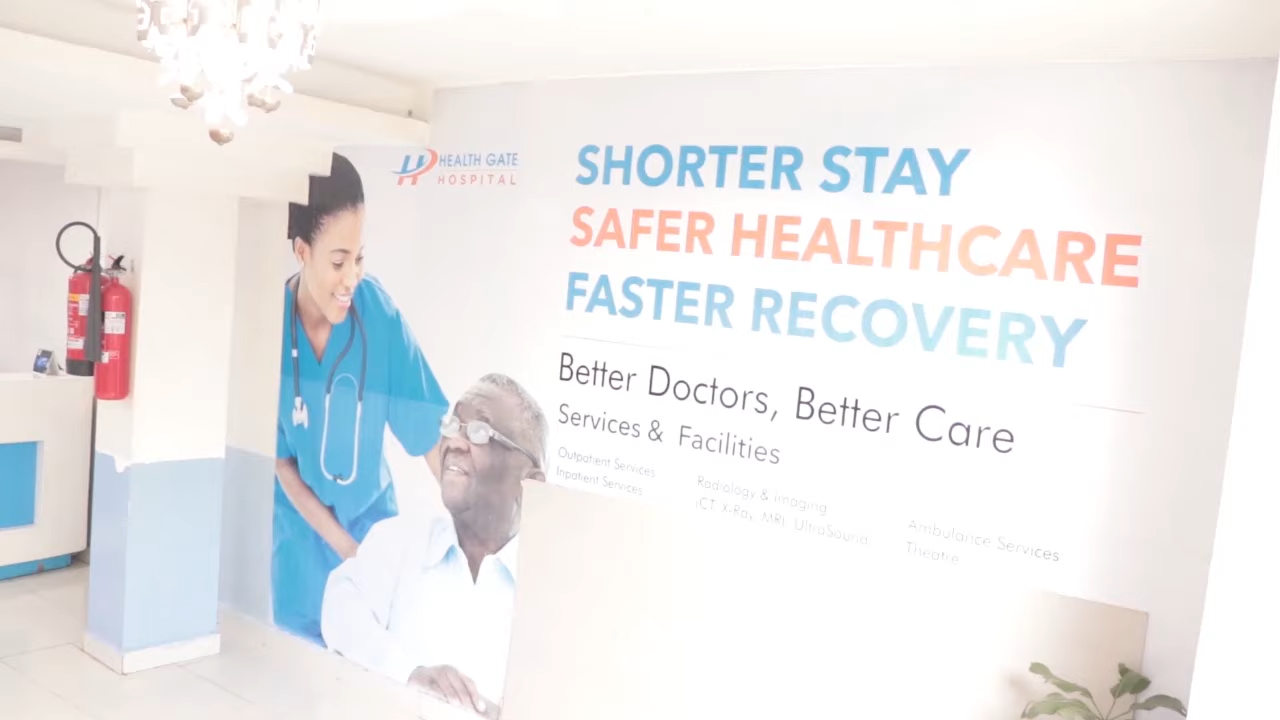 HEALTH GATE
HOSPITAL
SHORTER STAY
SAFER HEALTHCARE
FASTER RECOVERY
Better Doctors, Better Care
Services & Facilities
Outpatient Services
Inpatient Services
Radiology & Imaging
(CT, X-Ray, MRI, UltraSound
Ambulance Services
Theatre